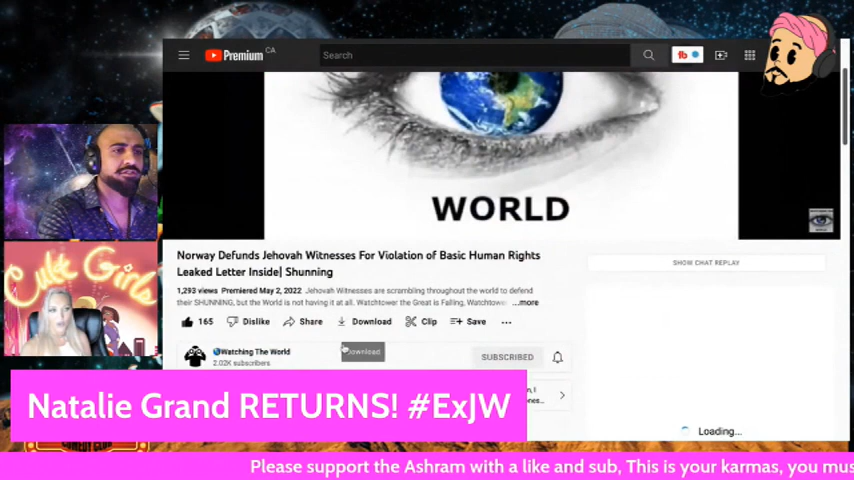 Premium CA
Search
WORLD
Norway Defunds Jehovah Witnesses For Violation of Basic Human Rights
Leaked Letter Inside| Shunning
SHOW CHAT REPLAY
1,293 views Premiered May 2, 2022 Jehovah Witnesses are scrambling throughout the world to defend
their SHUNNING, but the World is not having it at all. Watchtower the Great is Falling, Watchtower ...more
165 Dislike Share Download Clip Save
Watching The World
2.02K subscribers
Download
SUBSCRIBED
Cult Girls
Loading...
Natalie Grand RETURNS! #ExJW
COMEDY CLUB
Please support the Ashram with a like and sub, This is your karmas, you mus